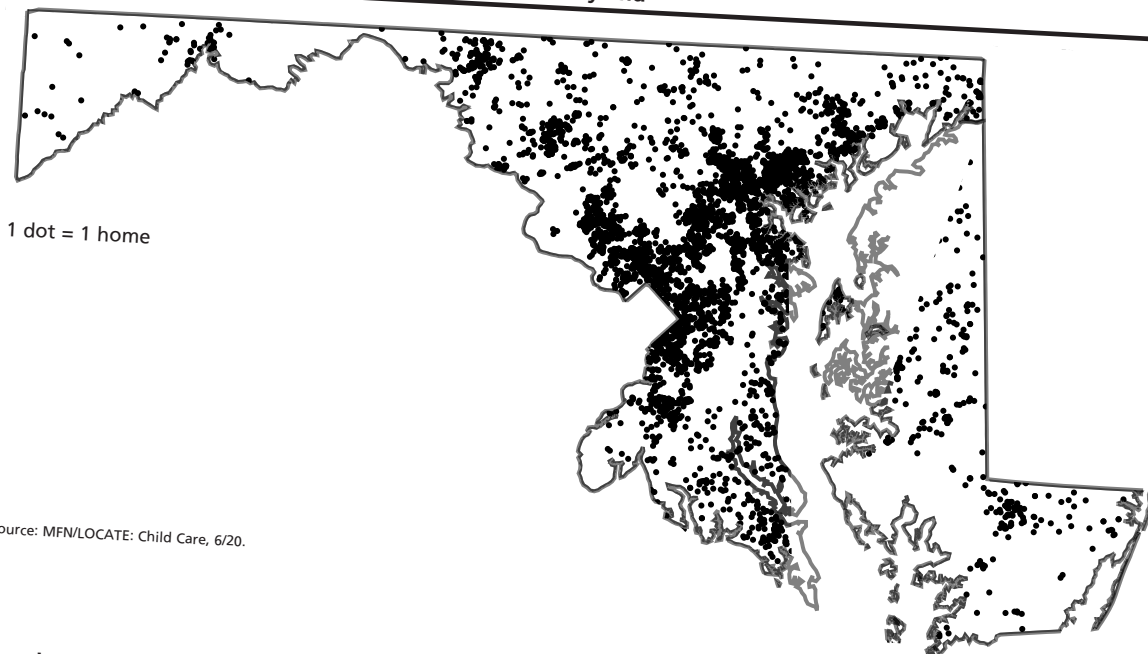 1 dot = 1 home
ource: MFN/LOCATE: Child Care, 6/20.